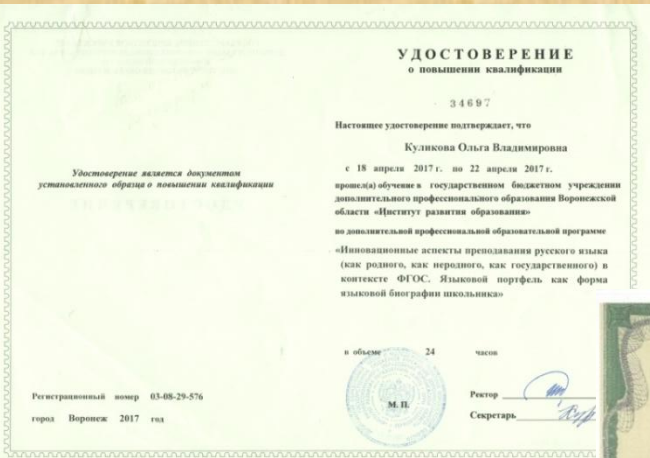 УДОСТОВЕРЕНИЕ
о повышении квалификации
34697
Настоящее удостоверение подтверждает, что
Куликова Ольга Владимировна
с 18 апреля 2017 г. по 22 апреля 2017 г.
прошел(а) обучение в государственном бюджетном учреждении
дополнительного профессионального образования Воронежской
области «Институт развития образования»
по дополнительной профессиональной образовательной программе
«Инновационные аспекты преподавания русского языка
(как родного, как неродного, как государственного) в
контексте ФГОС. Языковой портфель как форма
языковой биографии школьника»
в объеме 24 часов
М. П.
Ректор
Секретарь
Удостоверение является документом
установленного образца о повышении квалификации
Регистрационный номер 03-08-29-576
город Воронеж 2017 год